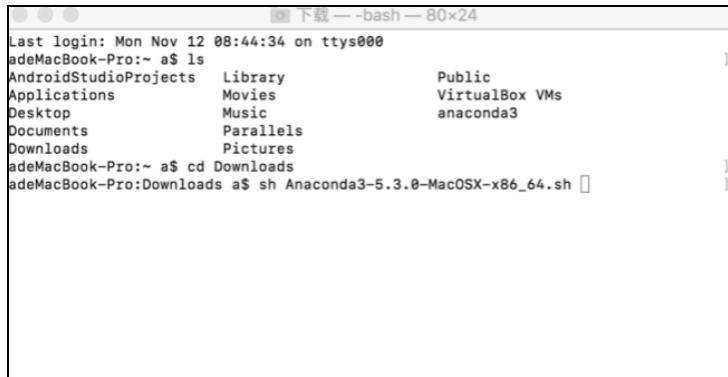 下载 — -bash — 80×24
Last login: Mon Nov 12 08:44:34 on ttys000
adeMacBook-Pro:~ a$ ls
AndroidStudioProjects Library Public
Applications Movies VirtualBox VMs
Desktop Music anaconda3
Documents Parallels
Downloads Pictures
adeMacBook-Pro:~ a$ cd Downloads
adeMacBook-Pro:Downloads a$ sh Anaconda3-5.3.0-MacOSX-x86_64.sh